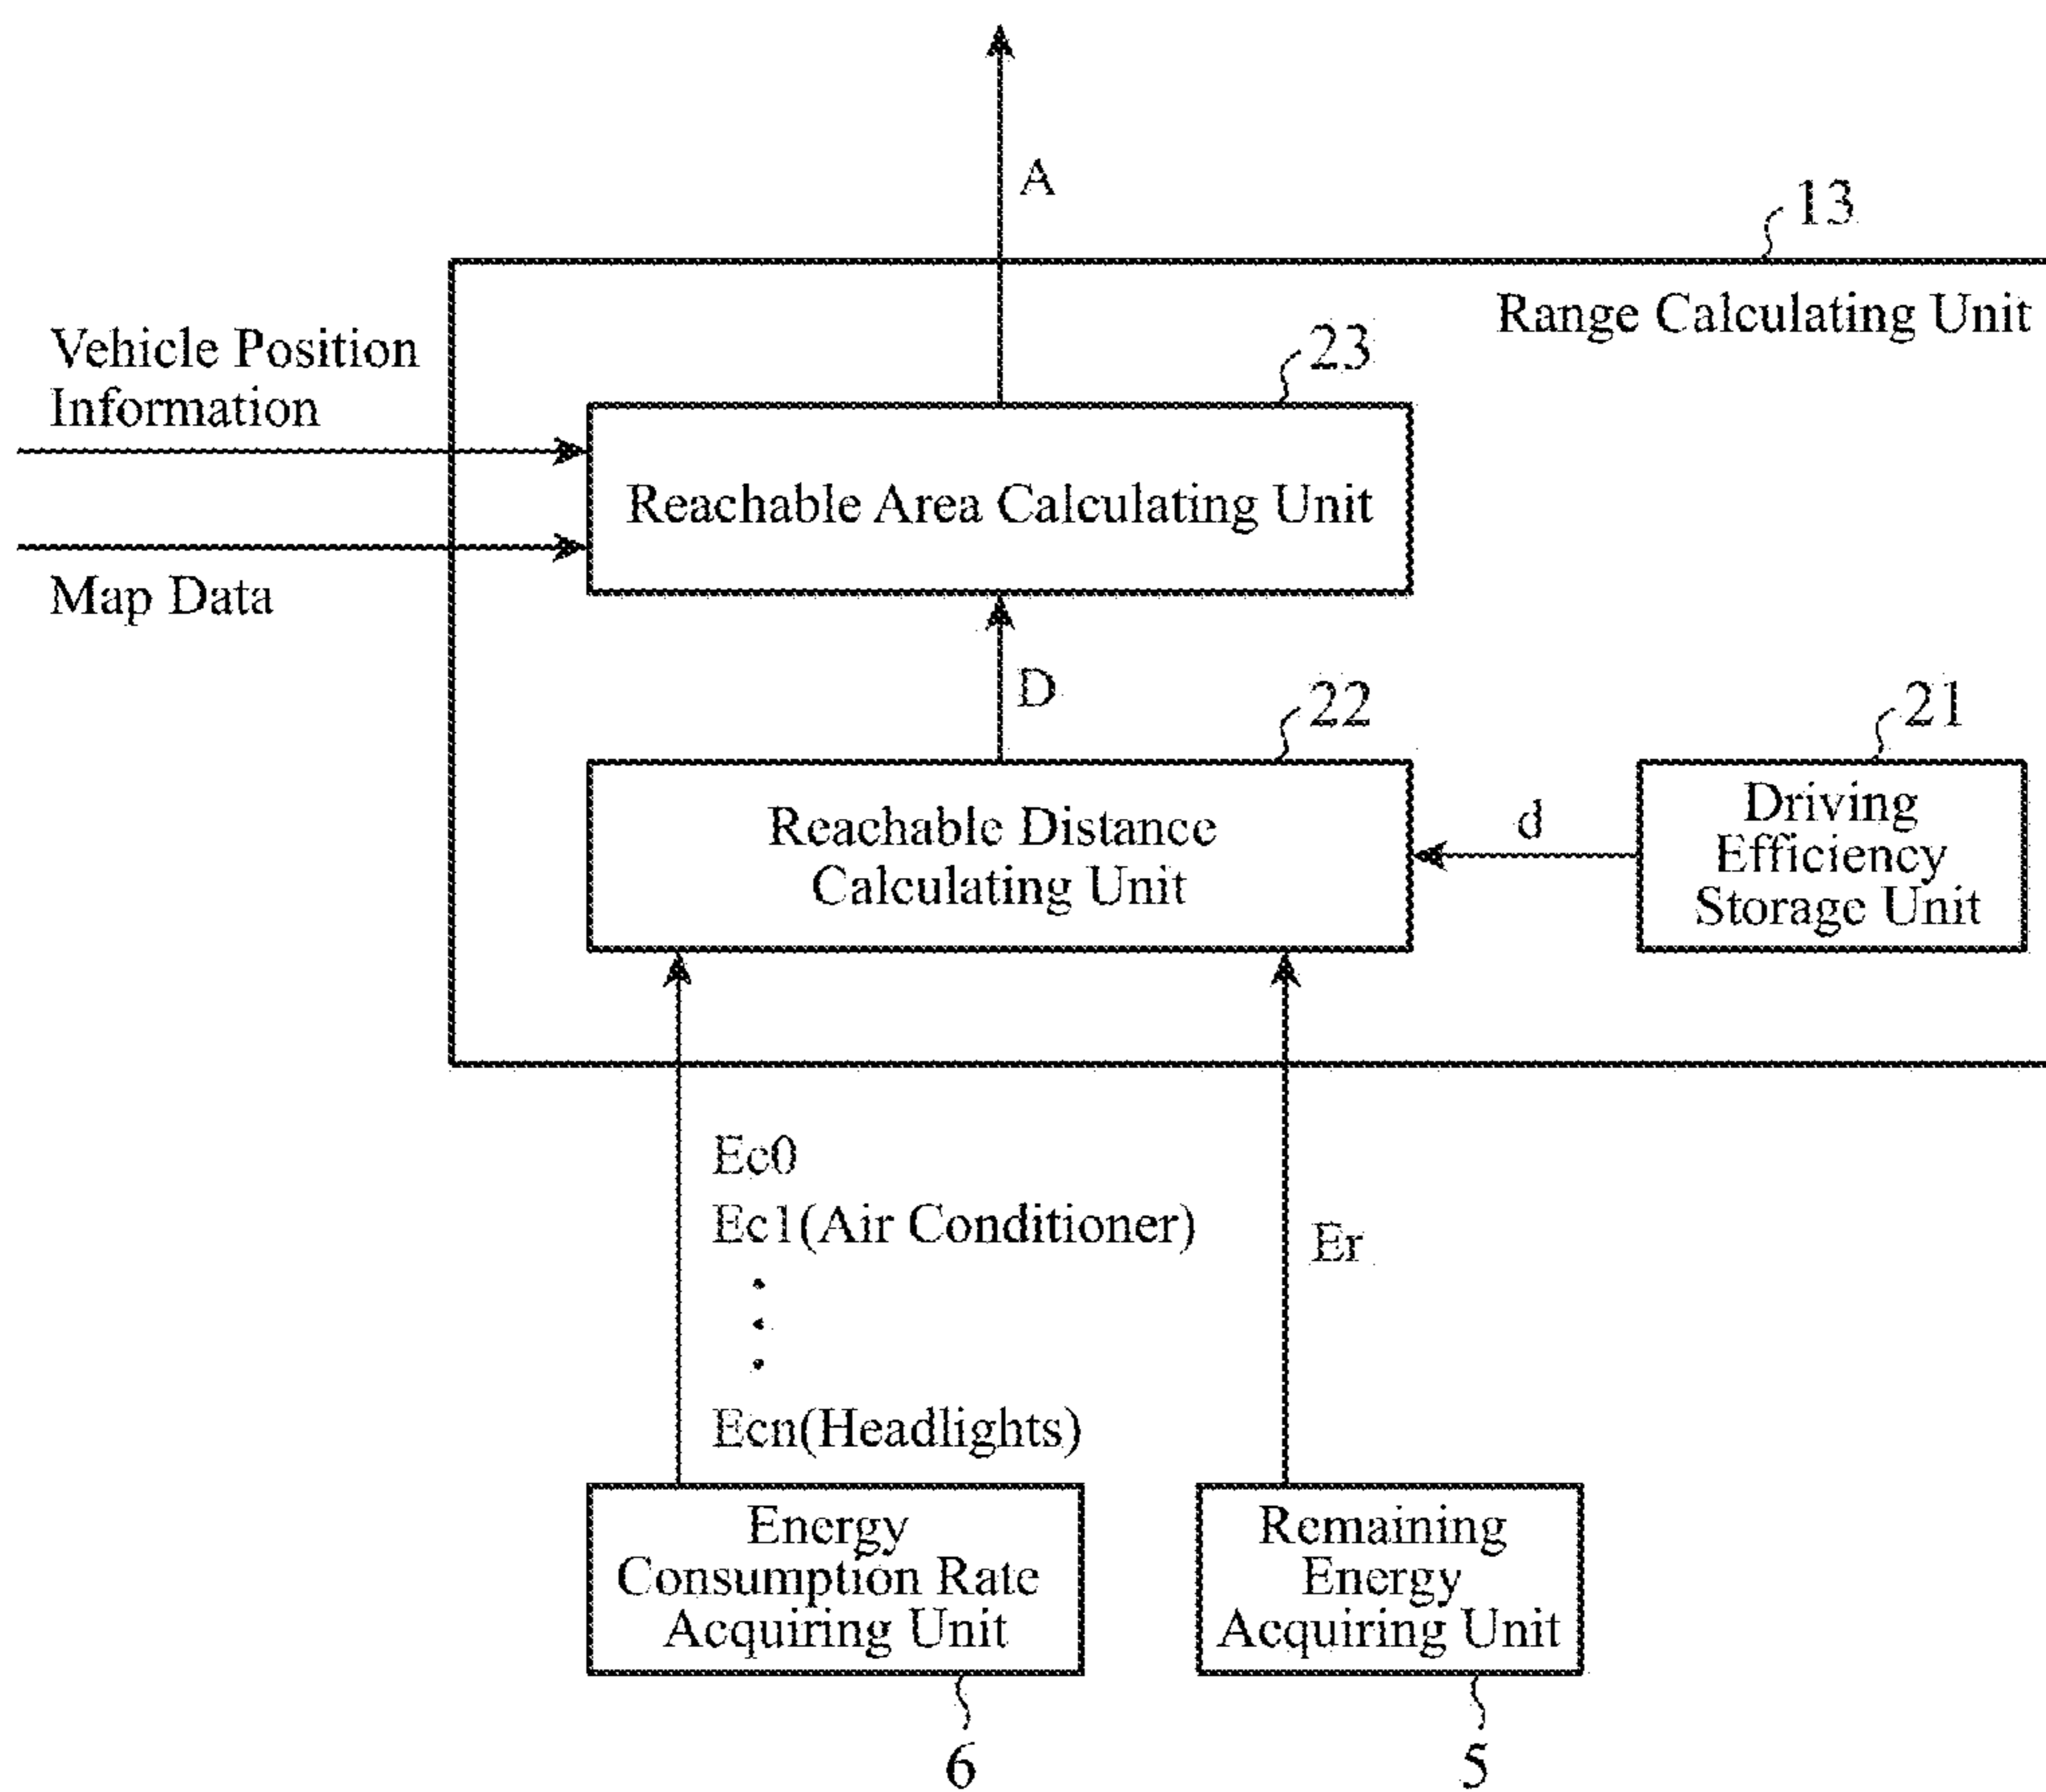 A
13
Range Calculating Unit
Vehicle Position
Information
23
Reachable Area Calculating Unit
Map Data
D
22
21
Reachable Distance
Calculating Unit
d
Driving
Efficiency
Storage Unit
Ec0
Ec1(Air Conditioner)
Er
Ecn(Headlights)
Energy
Consumption Rate
Acquiring Unit
Remaining
Energy
Acquiring Unit
6
5